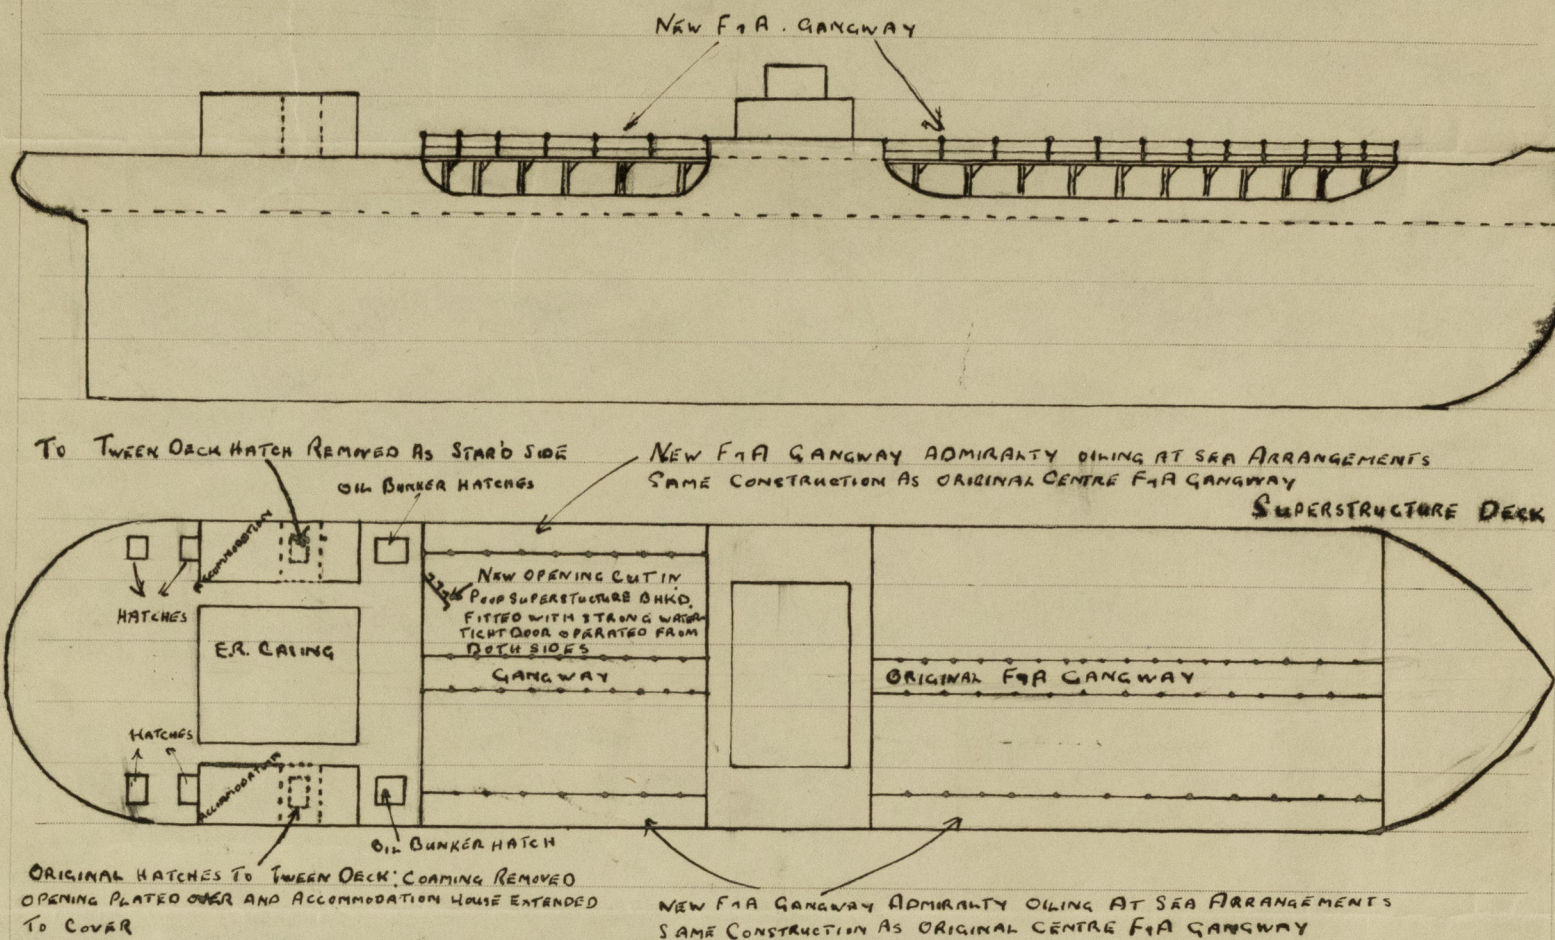 NEW F & A. GANGWAY
TO TWEEN DECK HATCH REMOVED AS STAR'D SIDE
OIL BUNKER HATCHES
NEW F & A GANGWAY ADMIRALTY OILING AT SEA ARRANGEMENTS
SAME CONSTRUCTION AS ORIGINAL CENTRE F & A GANGWAY
SUPERSTRUCTURE DECK
ACCOMMODATION
HATCHES
NEW OPENING CUT IN
POOP SUPERSTUCTURE BHKD.
FITTED WITH STRONG WATER-
TIGHT DOOR OPERATED FROM
BOTH SIDES
E.R. CASING
GANGWAY
ORIGINAL F & A GANGWAY
HATCHES
ACCOMMODATION
OIL BUNKER HATCH
ORIGINAL HATCHES TO TWEEN DECK: COAMING REMOVED
OPENING PLATED OVER AND ACCOMMODATION HOUSE EXTENDED
TO COVER
NEW F & A GANGWAY ADMIRALTY OILING AT SEA ARRANGEMENTS
SAME CONSTRUCTION AS ORIGINAL CENTRE F & A GANGWAY